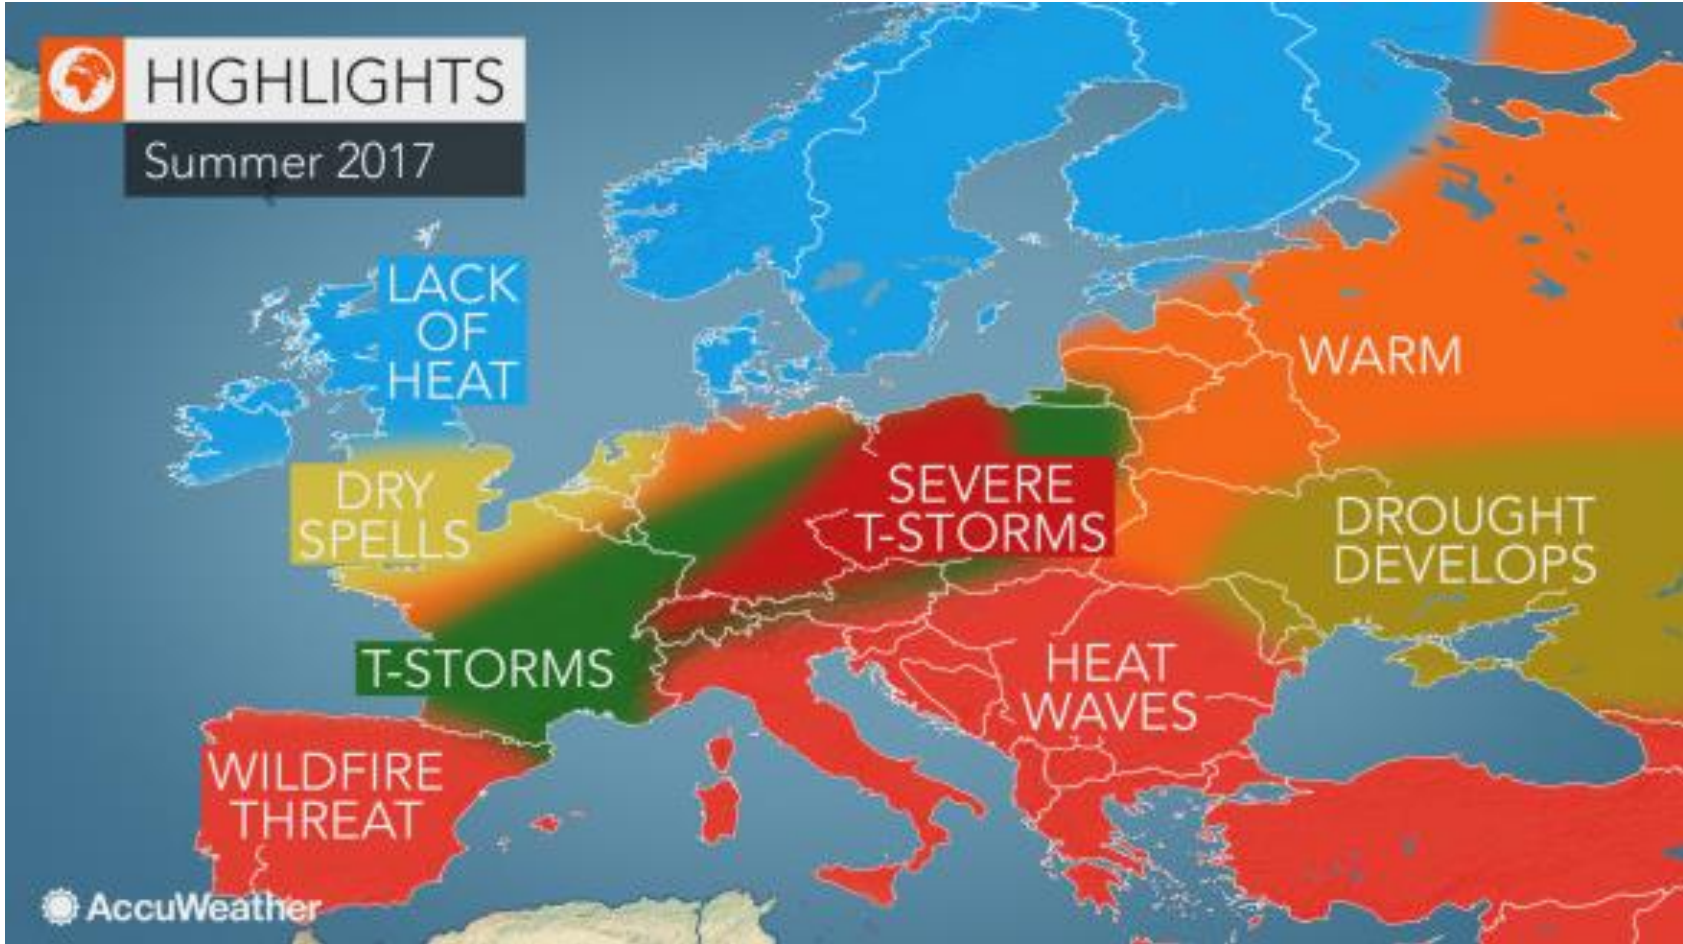 HIGHLIGHTS
Summer 2017
LACK
OF
HEAT
WARM
DRY
SPELLS
SEVERE
T-STORMS
DROUGHT
DEVELOPS
T-STORMS
HEAT
WAVES
WILDFIRE
THREAT
AccuWeather